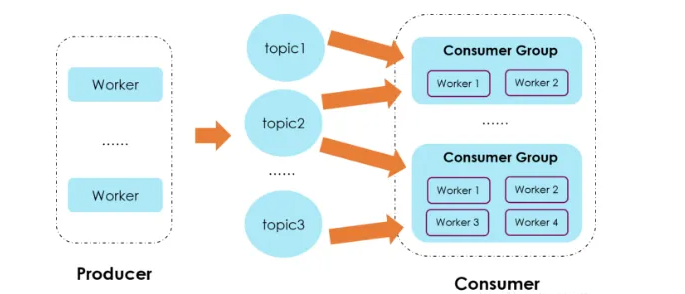 Worker
......
Worker
Producer
topic1
topic2
......
topic3
Consumer Group
Worker 1
Worker 2
......
Consumer Group
Worker 1
Worker 2
Worker 3
Worker 4
Consumer